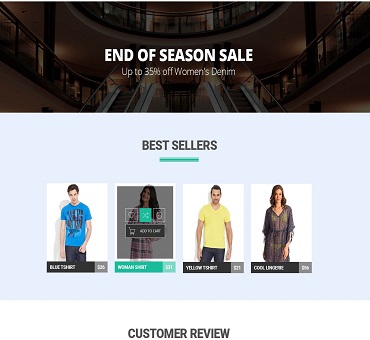 END OF SEASON SALE
Up to 35% off Women's Denim
BEST SELLERS
ADD TO CART
BLUE TSHIRT $26
WOMAN SHIRT $31
YELLOW TSHIRT $21
COOL LINGERIE $56
CUSTOMER REVIEW